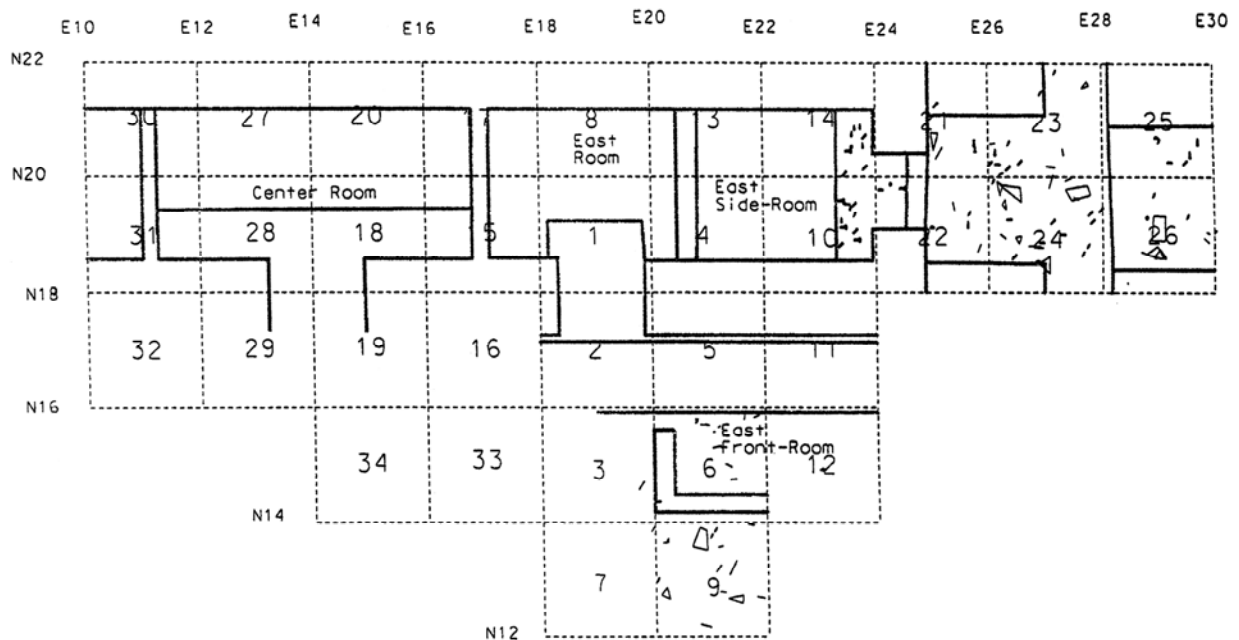 E10 E12 E14 E16 E18 E20 E22 E24 E26 E28 E30
N22
30 27 20 17 8 13 14 21 23 25
East
Room
N20
Center Room
East
Side-Room
31 28 18 15 1 4 10 22 24 26
N18
32 29 19 16 2 5 11
N16
East
Front-Room
34 33 3 6 12
N14
7 9
N12